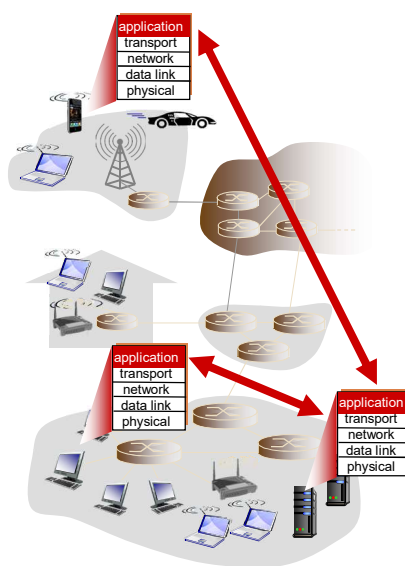 application
transport
network
data link
physical
application
transport
network
data link
physical
application
transport
network
data link
physical